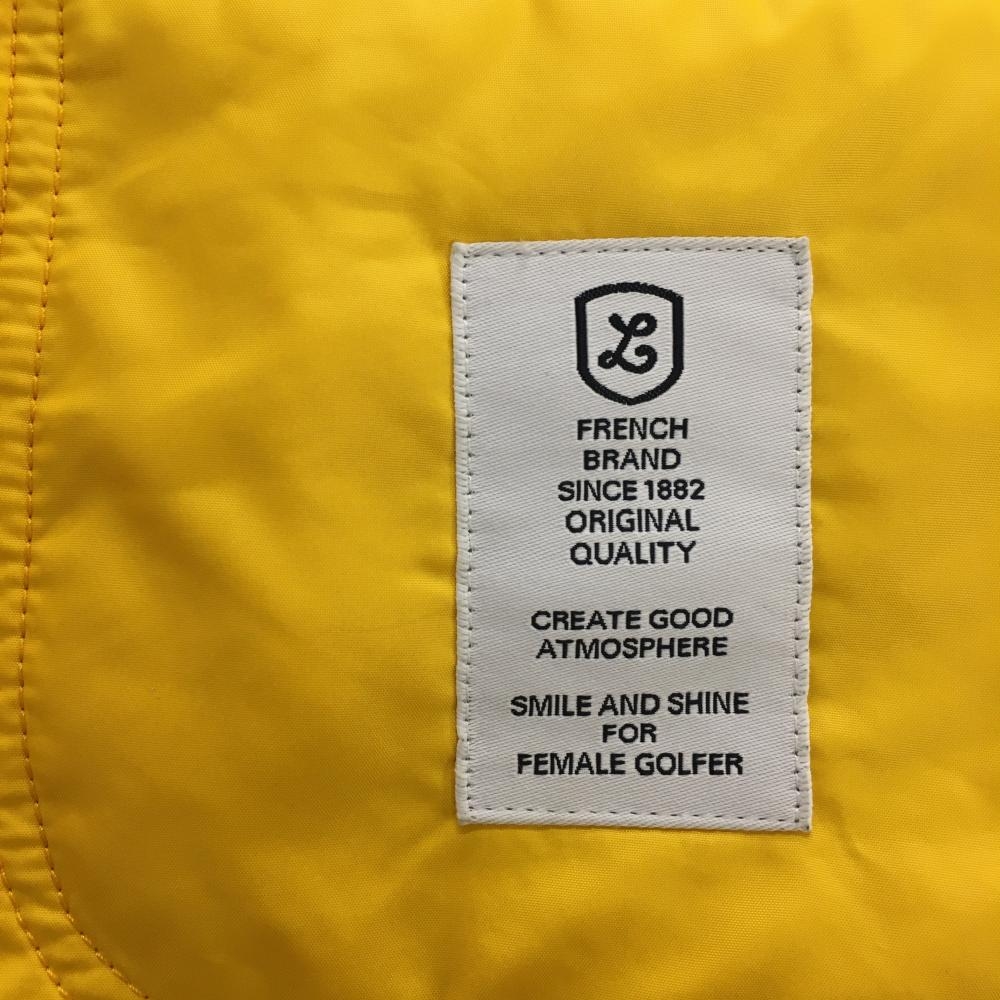 L
FRENCH
BRAND
SINCE 1882
ORIGINAL
QUALITY
CREATE GOOD
ATMOSPHERE
SMILE AND SHINE
FOR
FEMALE GOLFER